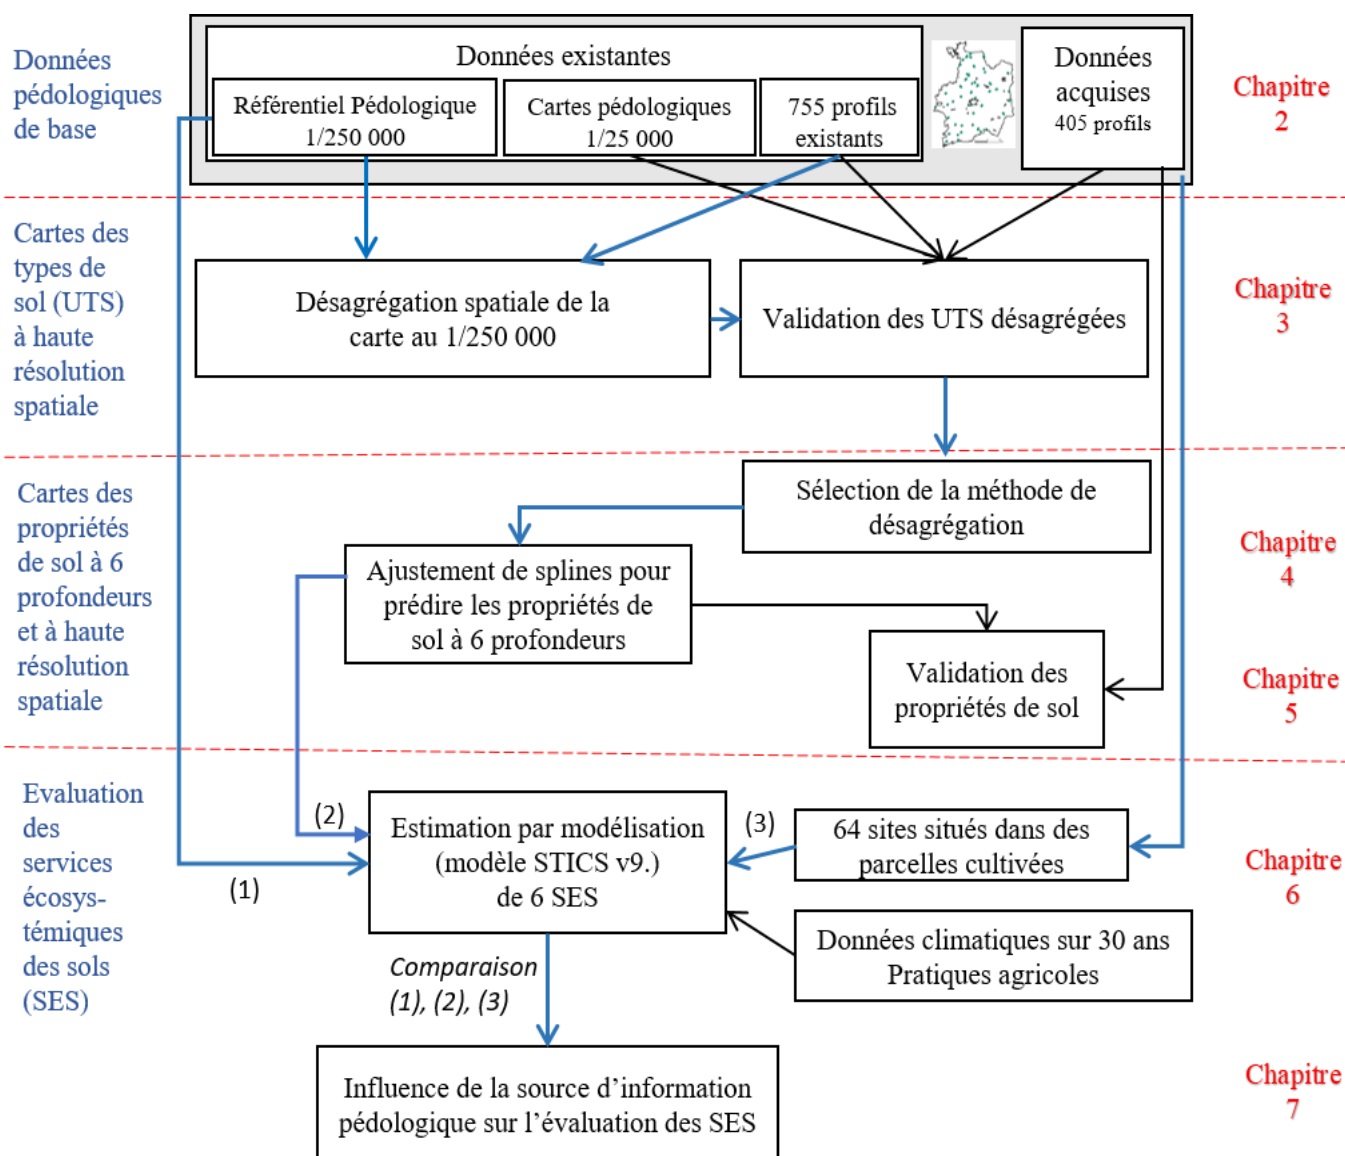 Données
pédologiques
de base
Données existantes
Référentiel Pédologique
1/250 000
Cartes pédologiques
1/25 000
755 profils
existants
Données
acquises
405 profils
Chapitre
2
Cartes des
types de
sol (UTS)
à haute
résolution
spatiale
Désagrégation spatiale de la
carte au 1/250 000
Validation des UTS désagrégées
Chapitre
3
Cartes des
propriétés
de sol à 6
profondeurs
et à haute
résolution
spatiale
Sélection de la méthode de
désagrégation
Ajustement de splines pour
prédire les propriétés de
sol à 6 profondeurs
Chapitre
4
Validation des
propriétés de sol
Chapitre
5
Evaluation
des
services
écosys-
témiques
des sols
(SES)
(1)
(2)
Estimation par modélisation
(modèle STICS v9.)
de 6 SES
(3)
64 sites situés dans des
parcelles cultivées
Données climatiques sur 30 ans
Pratiques agricoles
Chapitre
6
Comparaison
(1), (2), (3)
Influence de la source d’information
pédologique sur l’évaluation des SES
Chapitre
7